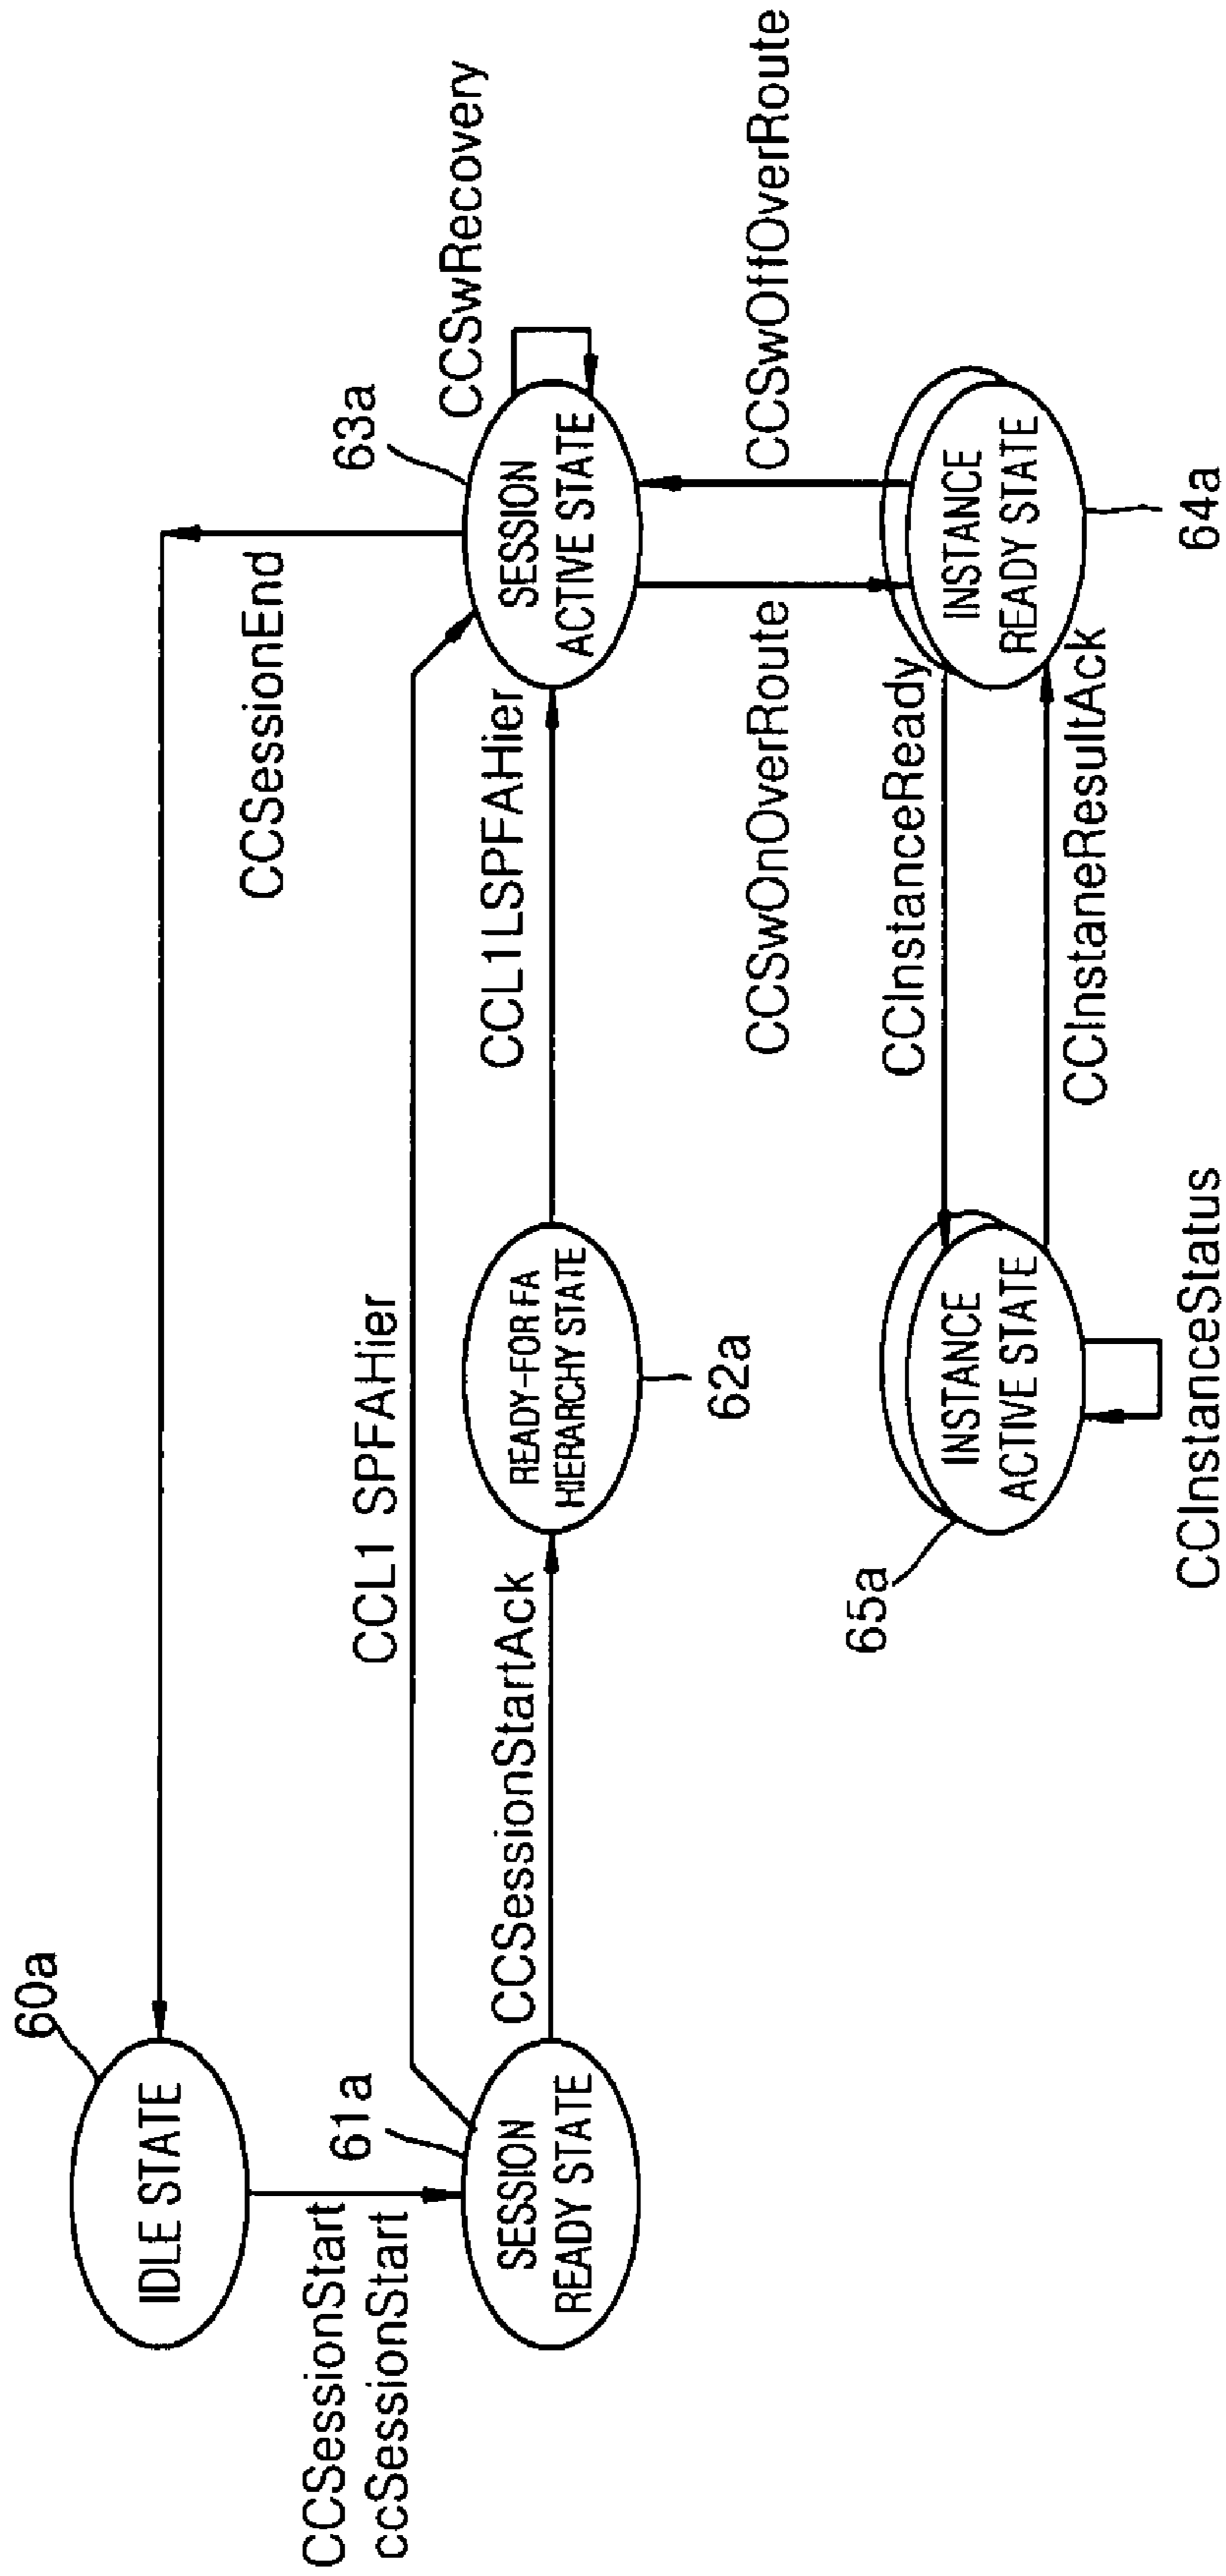 60a
IDLE STATE
CCSessionEnd
CCSessionStart
ccSessionStart
61a
CCL1 SPFAHier
63a
CCSwRecovery
SESSION
READY STATE
CCSessionStartAck
READY-FOR FA
HIERARCHY STATE
CCL1LSPFAHier
SESSION
ACTIVE STATE
62a
CCSwOnOverRoute
CCSwOffOverRoute
65a
CCInstanceReady
INSTANCE
ACTIVE STATE
INSTANCE
READY STATE
CCInstaneResultAck
64a
CCInstanceStatus